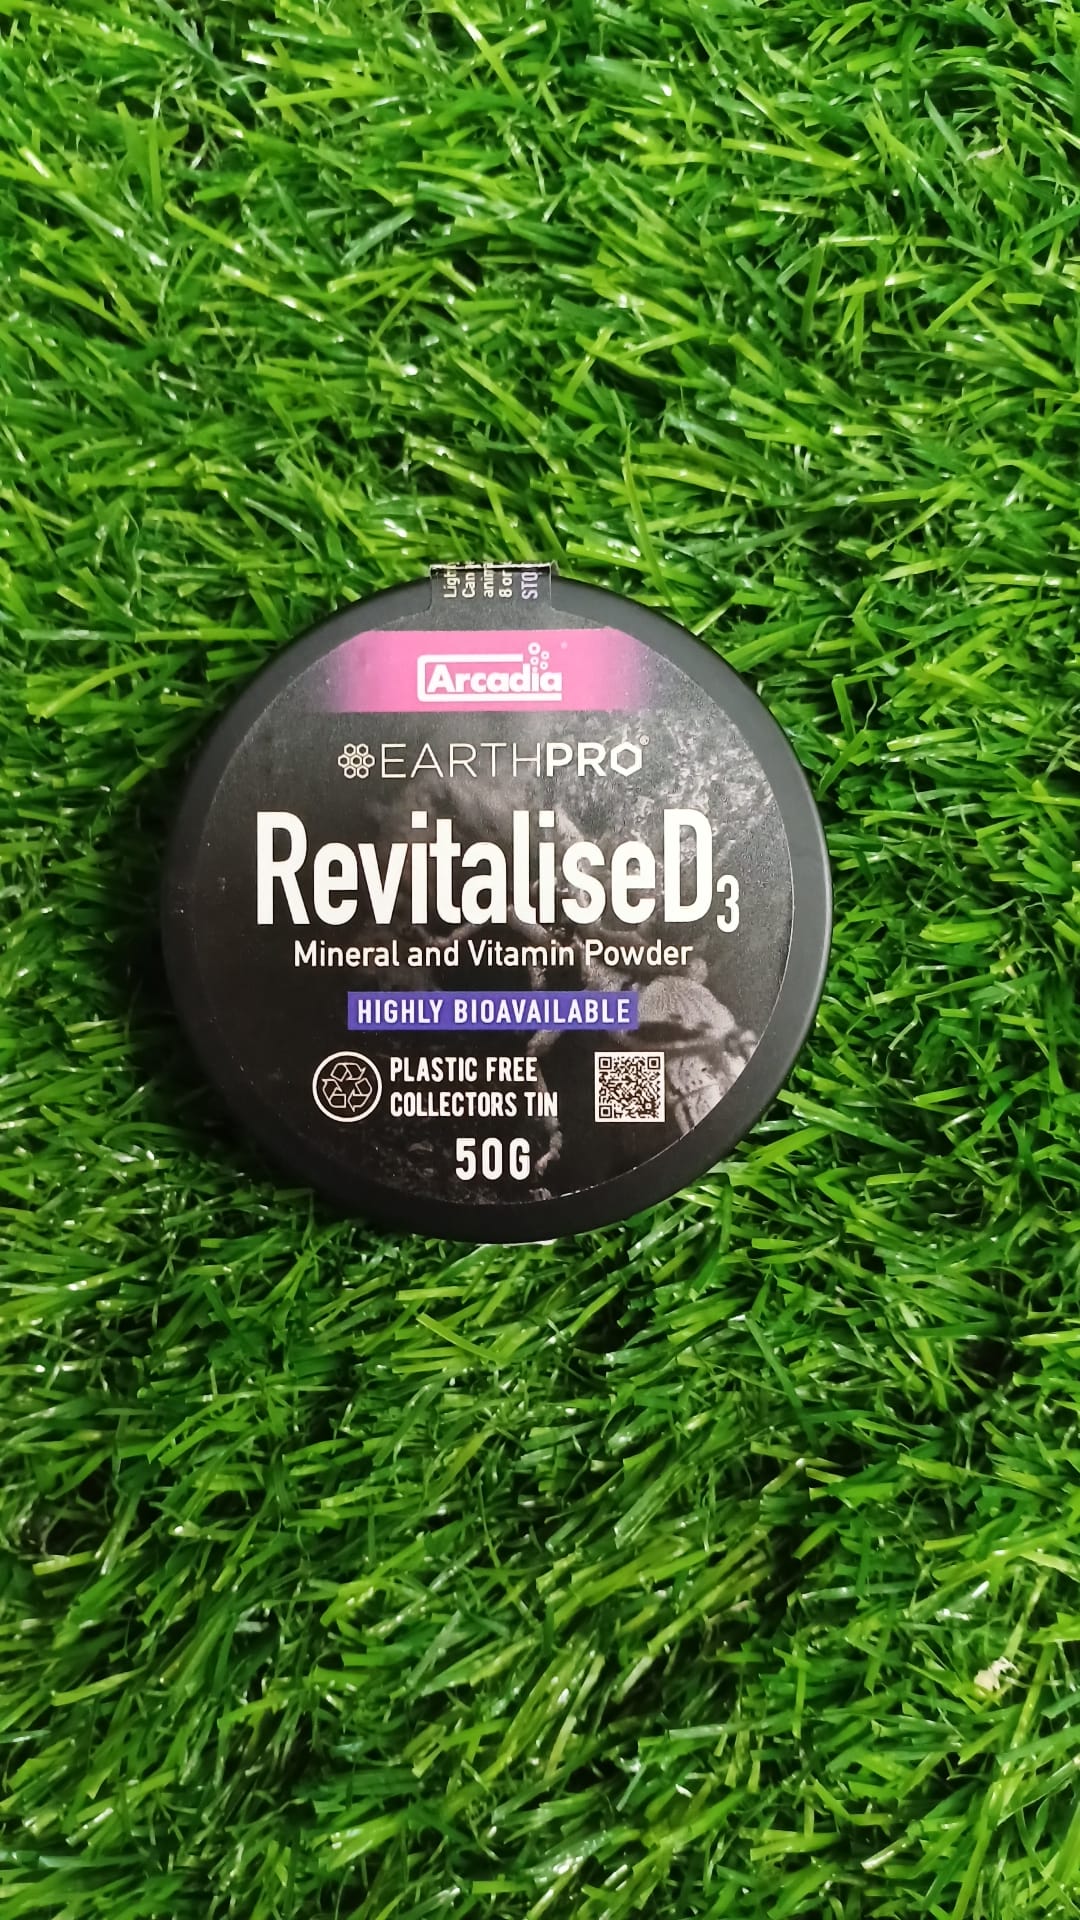 Arcadia
EARTHPRO®
RevitaliseD3
Mineral and Vitamin Powder
HIGHLY BIOAVAILABLE
PLASTIC FREE
COLLECTORS TIN
50G